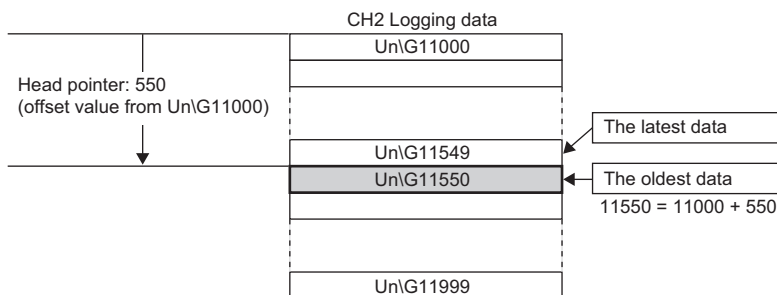 CH2 Logging data
Un\G11000
Head pointer: 550
(offset value from Un\G11000)
The latest data
Un\G11549
Un\G11550
The oldest data
11550 = 11000 + 550
Un\G11999